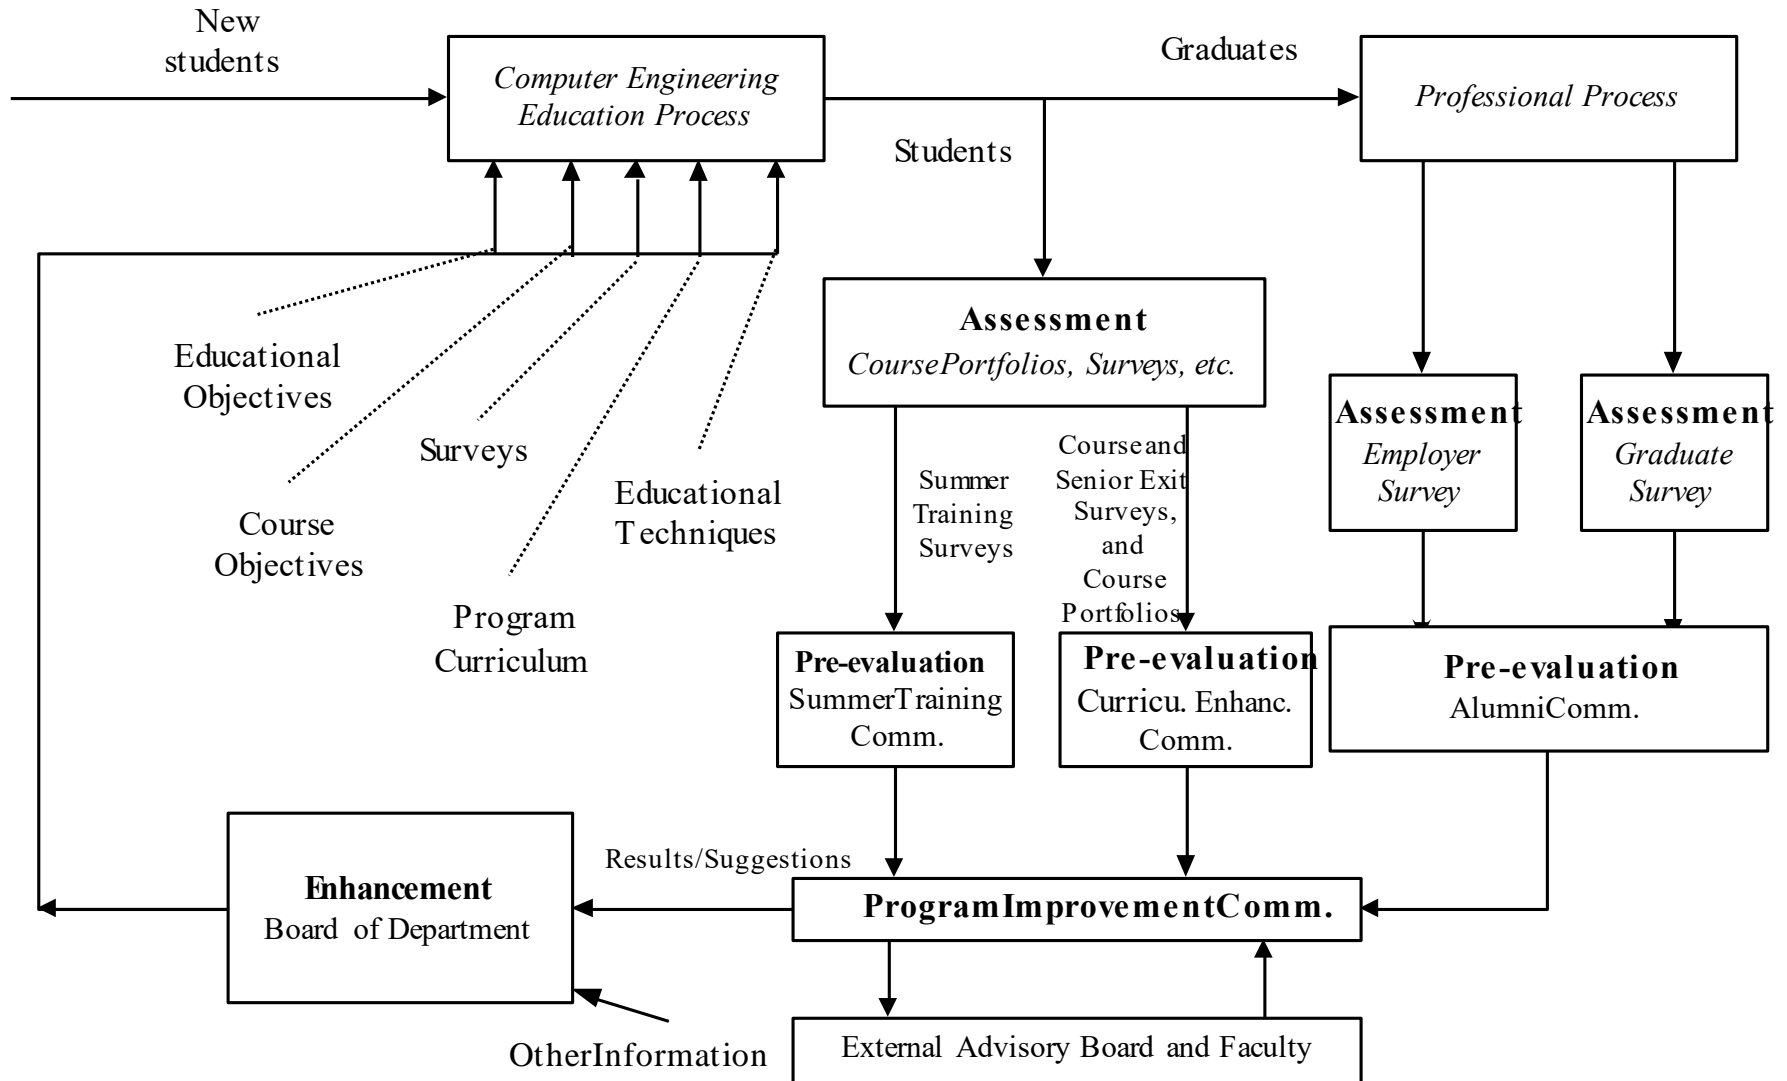 New
students
Computer Engineering
Education Process
Graduates
Professional Process
Students
Educational
Objectives
Surveys
Course
Objectives
Educational
Techniques
Program
Curriculum
Assessment
CoursePortfolios, Surveys, etc.
Assessment
Employer
Survey
Assessment
Graduate
Survey
Summer
Training
Surveys
Course and
Senior Exit
Surveys,
and
Course
Portfolios
Pre-evaluation
SummerTraining
Comm.
Pre-evaluation
Curricu. Enhanc.
Comm.
Pre-evaluation
AlumniComm.
Enhancement
Board of Department
Results/Suggestions
ProgramImprovementComm.
OtherInformation
External Advisory Board and Faculty